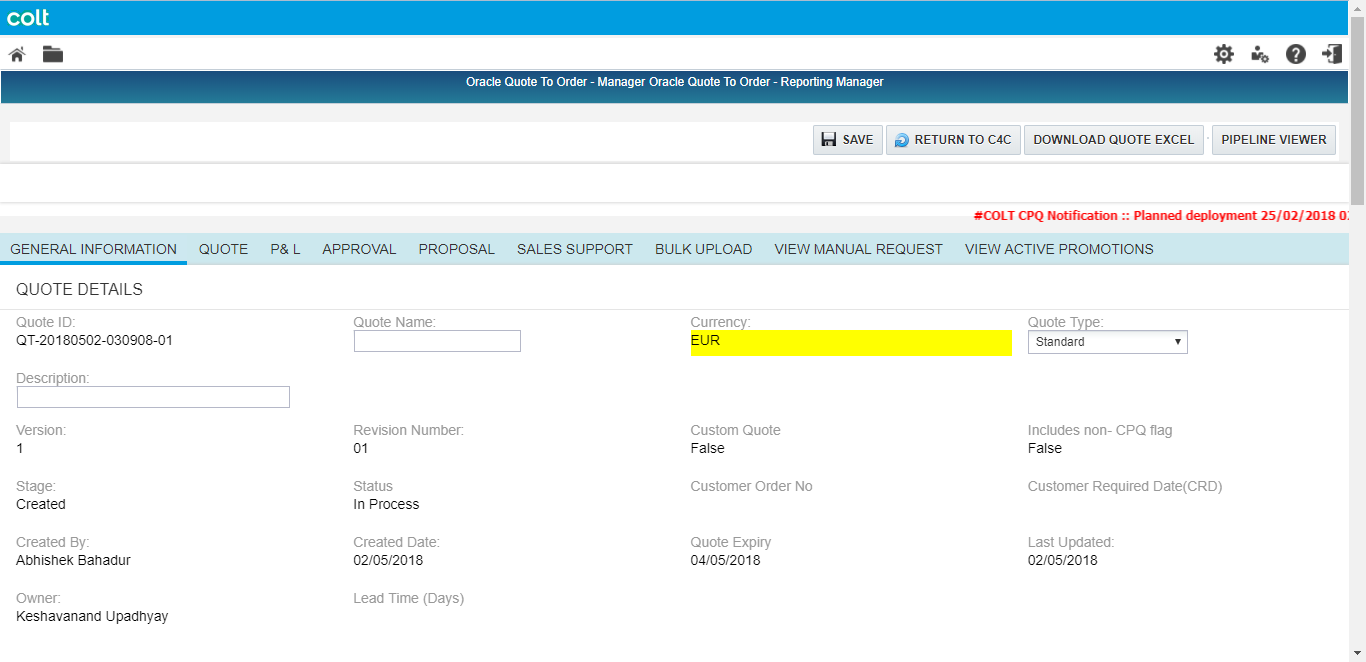 colt
Oracle Quote To Order - Manager Oracle Quote To Order - Reporting Manager
SAVE RETURN TO C4C DOWNLOAD QUOTE EXCEL PIPELINE VIEWER
#COLT CPQ Notification :: Planned deployment 25/02/2018
GENERAL INFORMATION QUOTE P& L APPROVAL PROPOSAL SALES SUPPORT BULK UPLOAD VIEW MANUAL REQUEST VIEW ACTIVE PROMOTIONS
QUOTE DETAILS
Quote ID: Quote Name: Currency: Quote Type:
QT-20180502-030908-01 EUR Standard
Description:
Version: Revision Number: Custom Quote Includes non- CPQ flag
1 01 False False
Stage: Status Customer Order No Customer Required Date(CRD)
Created In Process
Created By: Created Date: Quote Expiry Last Updated:
Abhishek Bahadur 02/05/2018 04/05/2018 02/05/2018
Owner: Lead Time (Days)
Keshavanand Upadhyay